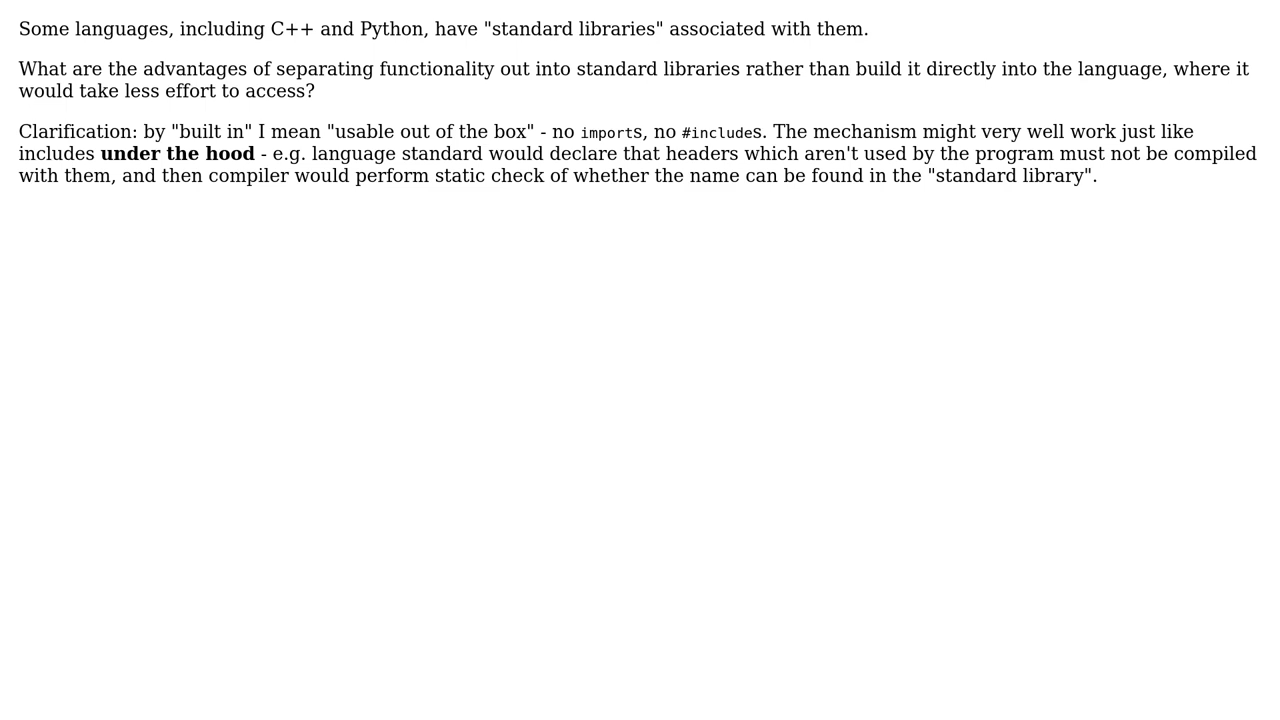 Some languages, including C++ and Python, have "standard libraries" associated with them.
What are the advantages of separating functionality out into standard libraries rather than build it directly into the language, where it
would take less effort to access?
Clarification: by "built in" I mean "usable out of the box" - no imports, no #includes. The mechanism might very well work just like
includes under the hood - e.g. language standard would declare that headers which aren't used by the program must not be compiled
with them, and then compiler would perform static check of whether the name can be found in the "standard library".